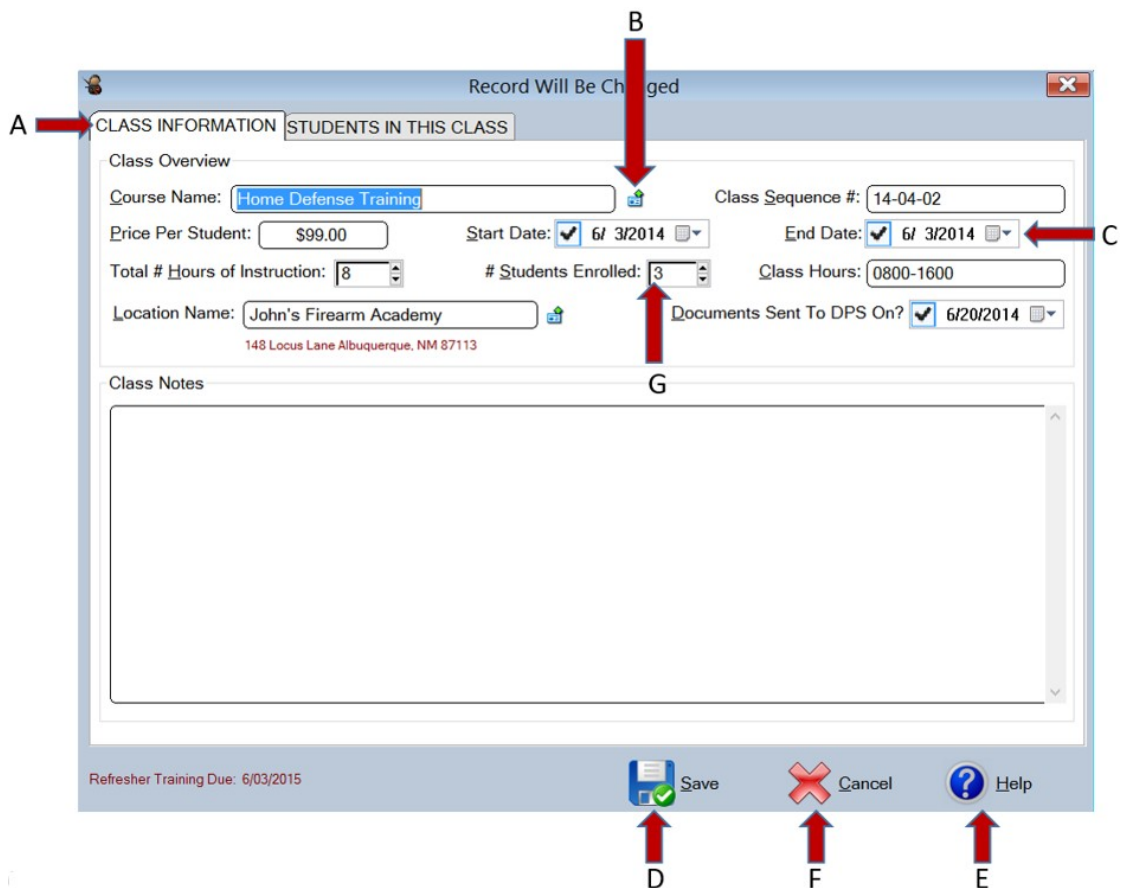 B
Record Will Be Changed
A CLASS INFORMATION STUDENTS IN THIS CLASS
Class Overview
Course Name: Home Defense Training Class Sequence #: 14-04-02
Price Per Student: $99.00 Start Date: 6/ 3/2014 End Date: 6/ 3/2014 C
Total # Hours of Instruction: 8 # Students Enrolled: 3 Class Hours: 0800-1600
Location Name: John's Firearm Academy Documents Sent To DPS On? 6/20/2014
148 Locus Lane Albuquerque, NM 87113
G
Class Notes
Refresher Training Due: 6/03/2015 Save Cancel ? Help
D F E